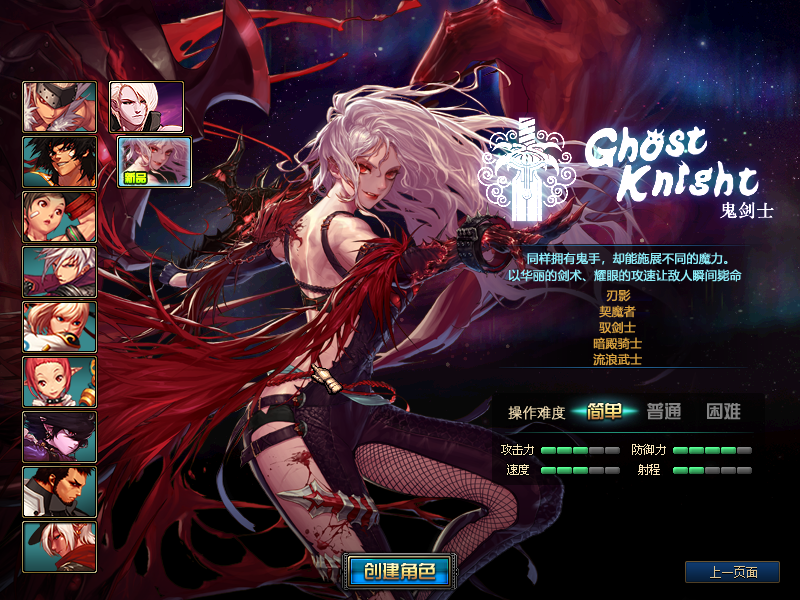 新品
Ghost
Knight
鬼剑士
同样拥有鬼手，却能施展不同的魔力。
以华丽的剑术、耀眼的攻速让敌人瞬间毙命
刃影
契魔者
驭剑士
暗殿骑士
流浪武士
操作难度 简单 普通 困难
攻击力 防御力
速度 射程
创建角色
上一页面